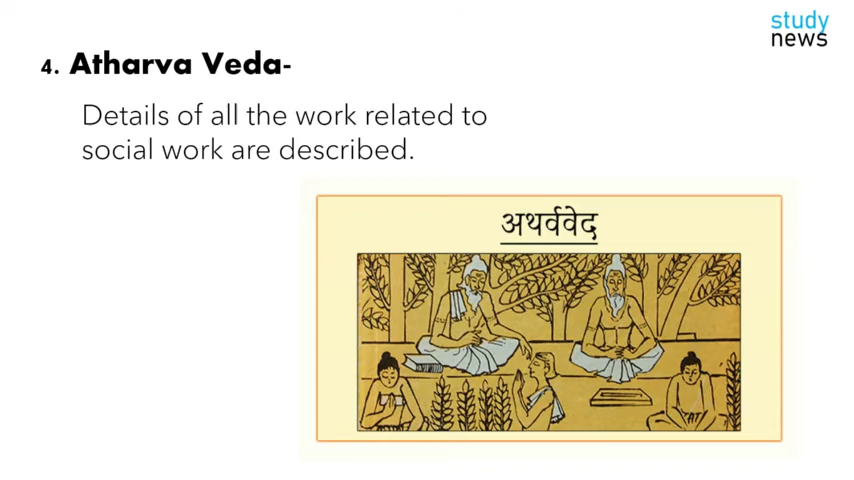 study
news
4. Atharva Veda-
Details of all the work related to
social work are described.
अथर्ववेद